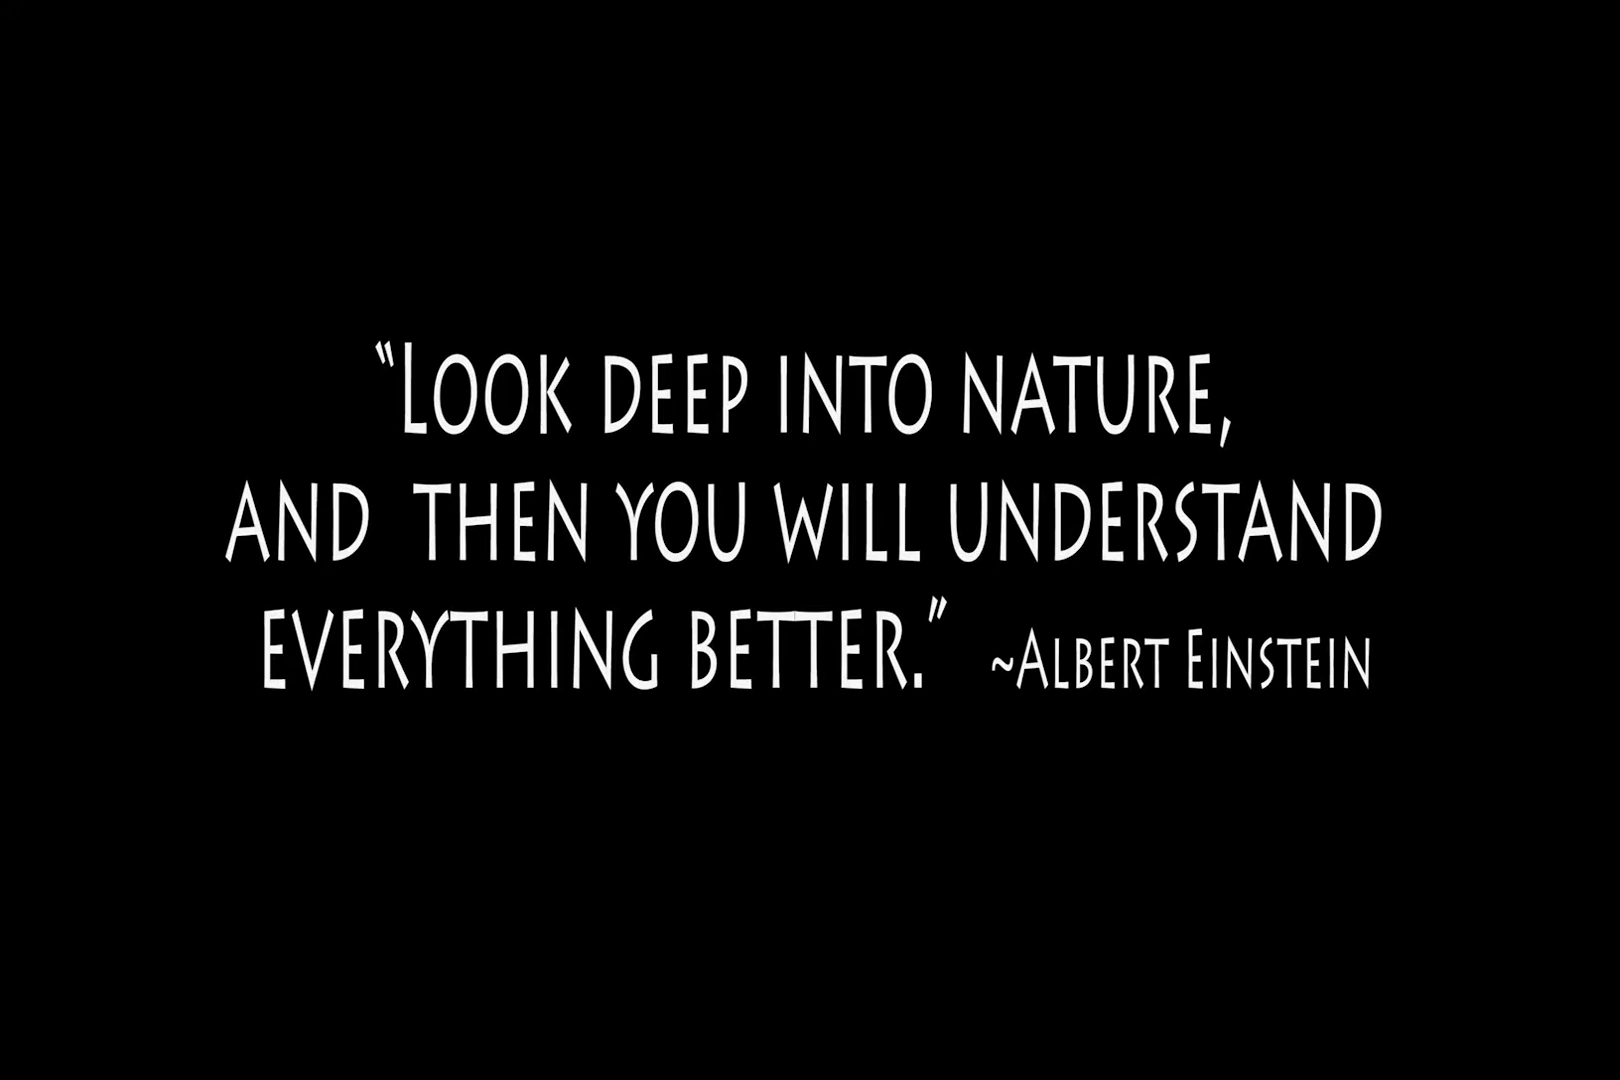 “Look deep into nature,
and then you will understand
everything better.” ~Albert Einstein